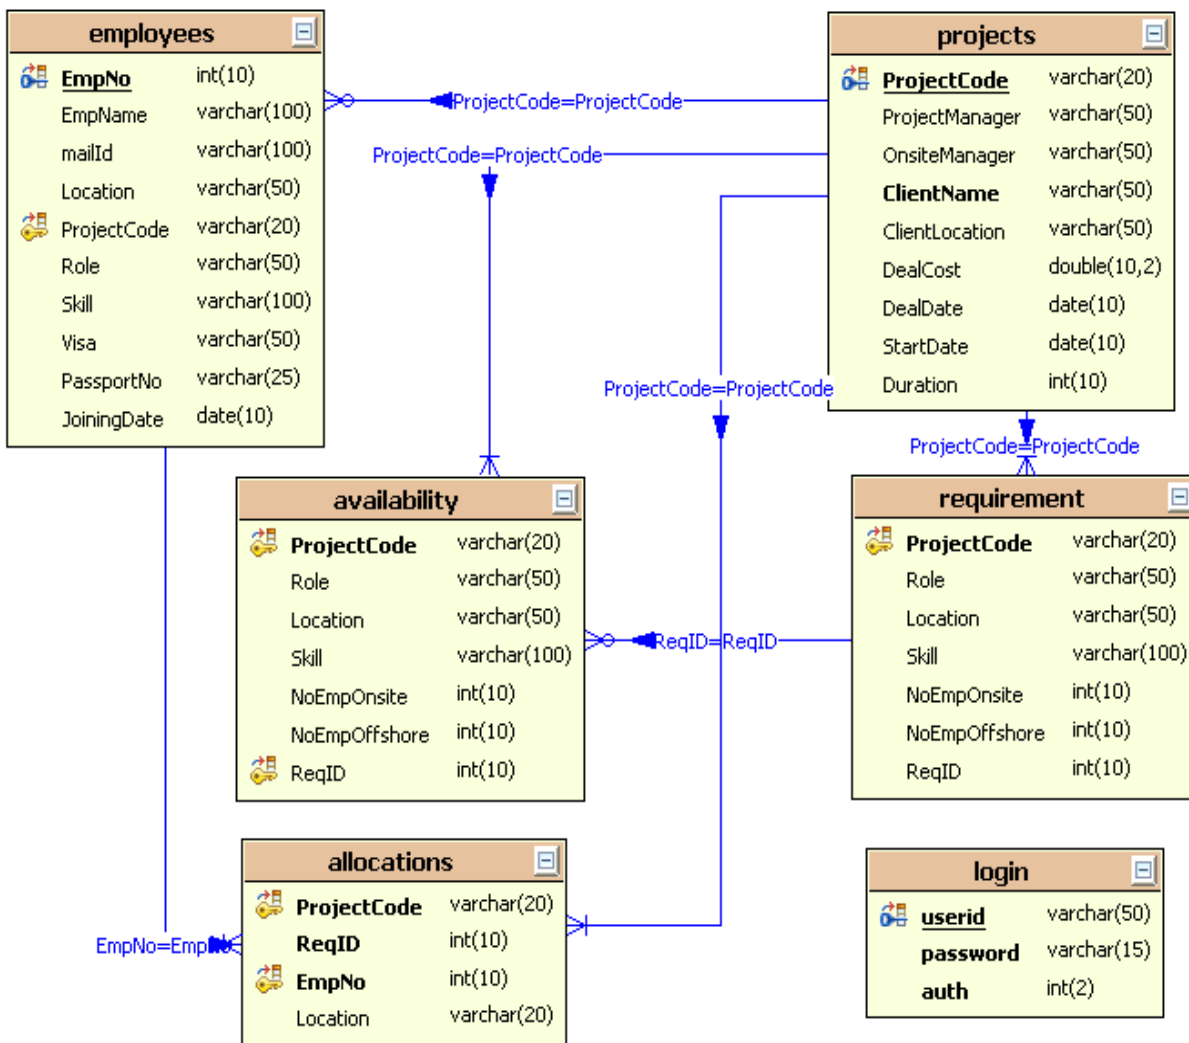 employees
EmpNo int(10)
EmpName varchar(100)
mailId varchar(100)
Location varchar(50)
ProjectCode varchar(20)
Role varchar(50)
Skill varchar(100)
Visa varchar(50)
PassportNo varchar(25)
JoiningDate date(10)
projects
ProjectCode varchar(20)
ProjectManager varchar(50)
OnsiteManager varchar(50)
ClientName varchar(50)
ClientLocation varchar(50)
DealCost double(10,2)
DealDate date(10)
StartDate date(10)
Duration int(10)
ProjectCode=ProjectCode
ProjectCode=ProjectCode
ProjectCode=ProjectCode
ProjectCode=ProjectCode
availability
ProjectCode varchar(20)
Role varchar(50)
Location varchar(50)
Skill varchar(100)
NoEmpOnsite int(10)
NoEmpOffshore int(10)
ReqID int(10)
ReqID=ReqID
requirement
ProjectCode varchar(20)
Role varchar(50)
Location varchar(50)
Skill varchar(100)
NoEmpOnsite int(10)
NoEmpOffshore int(10)
ReqID int(10)
allocations
ProjectCode varchar(20)
ReqID int(10)
EmpNo int(10)
Location varchar(20)
EmpNo=EmpNo
login
userid varchar(50)
password varchar(15)
auth int(2)